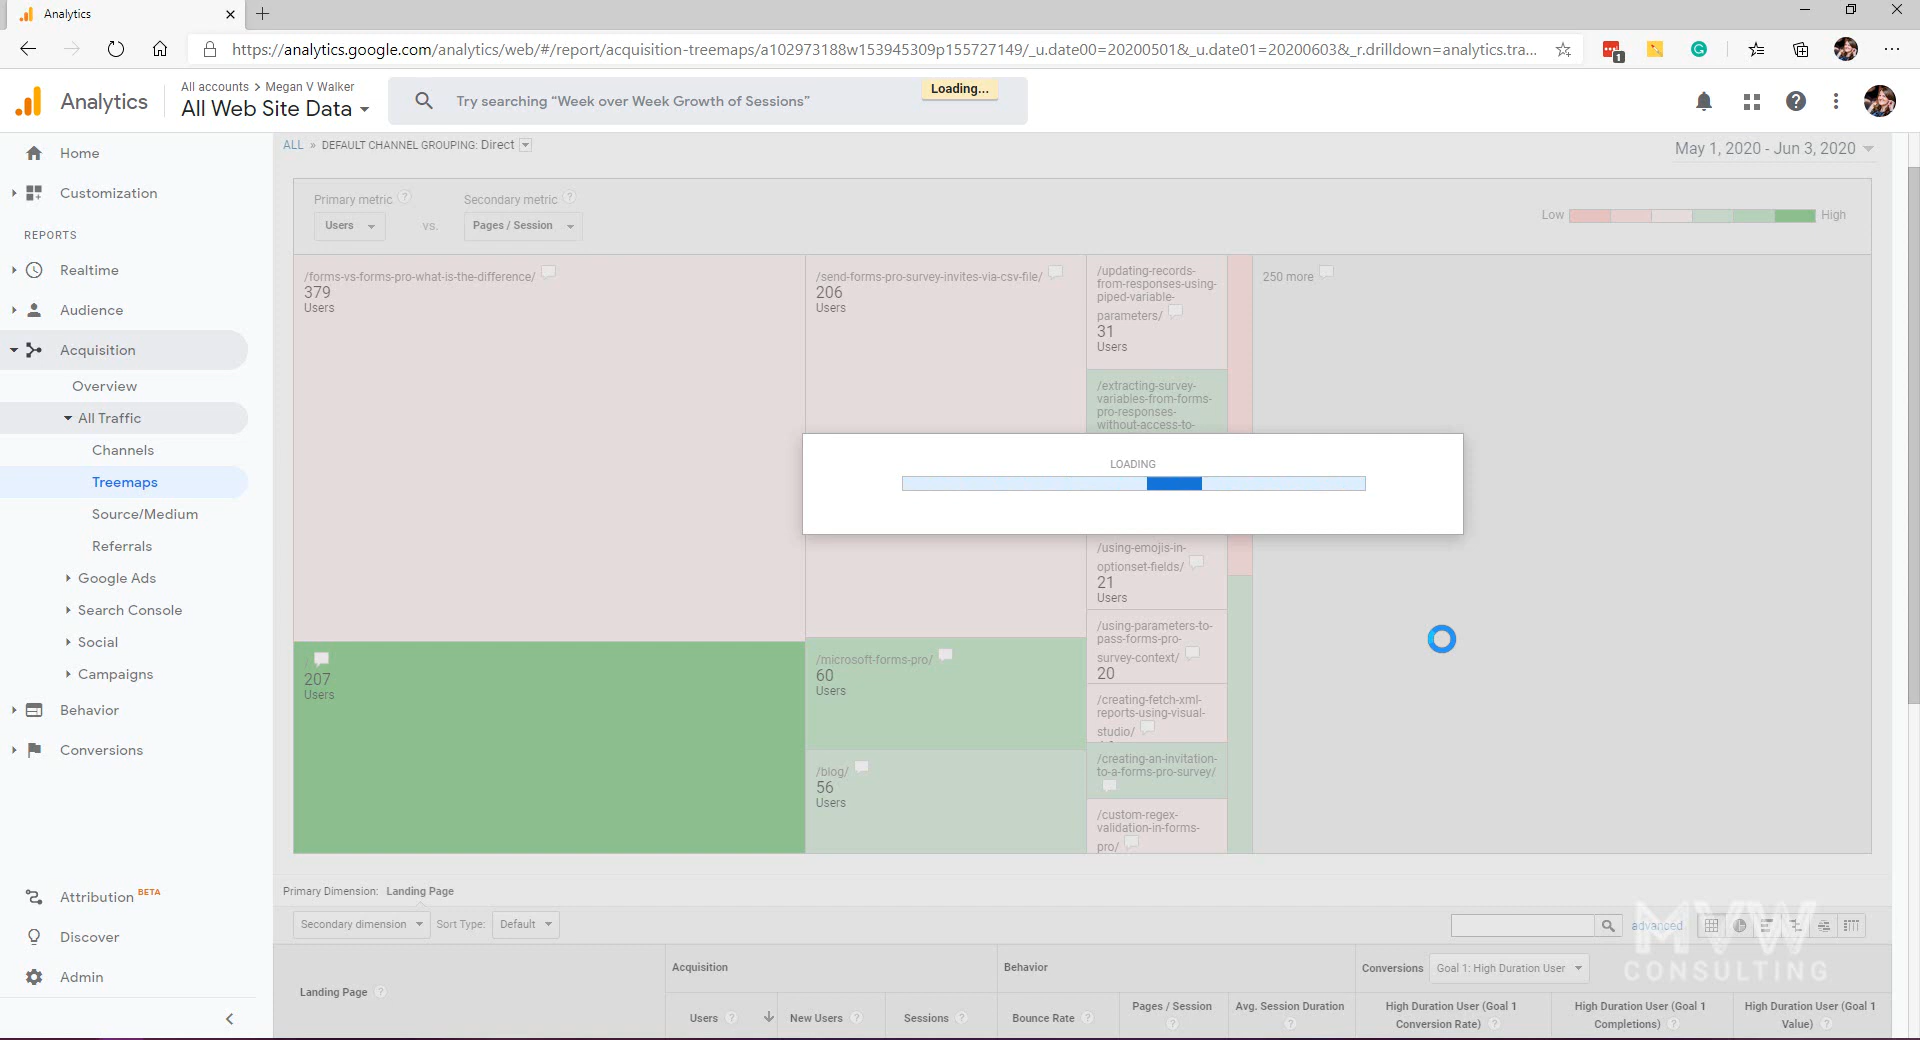 Analytics
https://analytics.google.com/analytics/web/#/report/acquisition-treemaps/a102973188w153945309p155727149/_u.date00=20200501&_u.date01=20200603&_r.drilldown=analytics.tra...
1
Analytics
All accounts > Megan V Walker
All Web Site Data
Try searching “Week over Week Growth of Sessions”
Loading...
Home
Customization
REPORTS
Realtime
Audience
Acquisition
Overview
All Traffic
Channels
Treemaps
Source/Medium
Referrals
Google Ads
Search Console
Social
Campaigns
Behavior
Conversions
Attribution BETA
Discover
Admin
ALL » DEFAULT CHANNEL GROUPING: Direct
May 1, 2020 - Jun 3, 2020
Primary metric ?
Secondary metric ?
Users
VS.
Pages / Session
Low
High
/forms-vs-forms-pro-what-is-the-difference/
379
Users
/send-forms-pro-survey-invites-via-csv-file/
206
Users
/updating-records-
from-responses-using-
piped-variable-
parameters/
31
Users
250 more
/extracting-survey-
variables-from-forms-
pro-responses-
without-access-to-
LOADING
/using-emojis-in-
optionset-fields/
21
Users
/using-parameters-to-
pass-forms-pro-
survey-context/
20
/creating-fetch-xml-
reports-using-visual-
studio/
/creating-an-invitation-
to-a-forms-pro-survey/
/custom-regex-
validation-in-forms-
pro/
/
207
Users
/microsoft-forms-pro/
60
Users
/blog/
56
Users
Primary Dimension: Landing Page
Secondary dimension
Sort Type:
Default
advanced
MVW
CONSULTING
Landing Page ?
Acquisition
Behavior
Conversions
Goal 1: High Duration User
Users ?
New Users ?
Sessions ?
Bounce Rate ?
Pages / Session
?
Avg. Session Duration
?
High Duration User (Goal 1
Conversion Rate) ?
High Duration User (Goal 1
Completions) ?
High Duration User (Goal 1
Value) ?